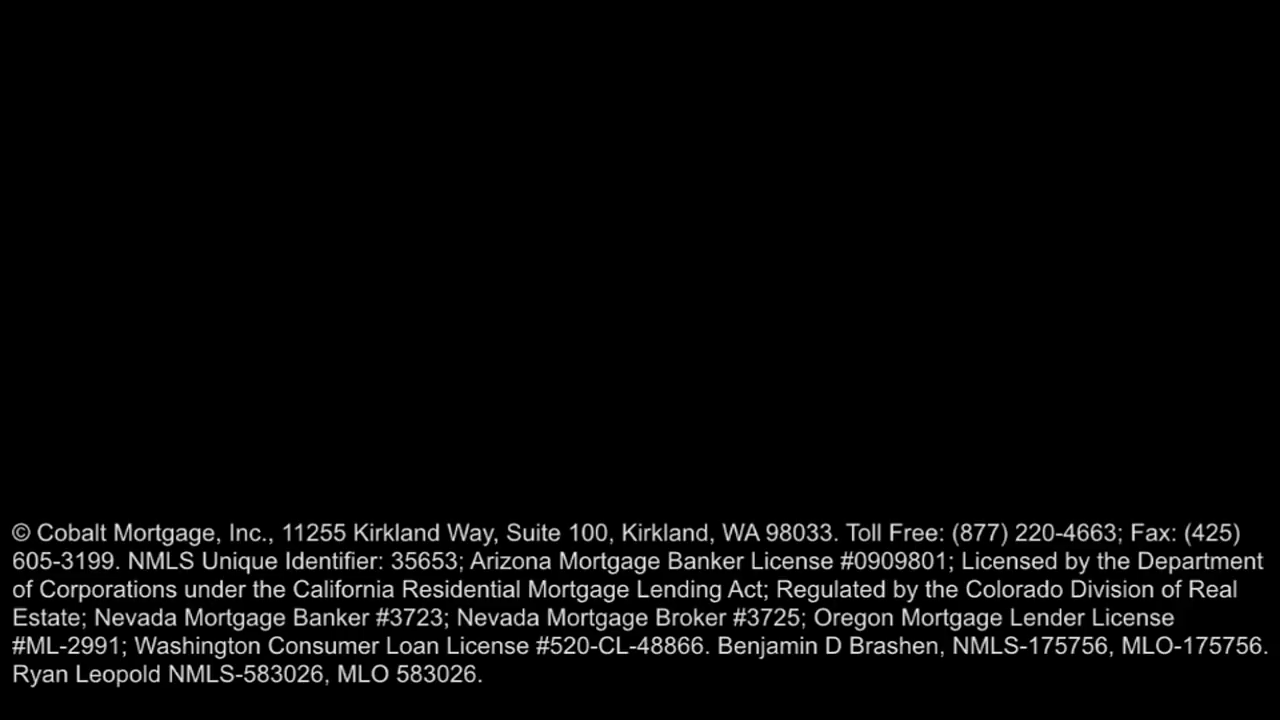 © Cobalt Mortgage, Inc., 11255 Kirkland Way, Suite 100, Kirkland, WA 98033. Toll Free: (877) 220-4663; Fax: (425)
605-3199. NMLS Unique Identifier: 35653; Arizona Mortgage Banker License #0909801; Licensed by the Department
of Corporations under the California Residential Mortgage Lending Act; Regulated by the Colorado Division of Real
Estate; Nevada Mortgage Banker #3723; Nevada Mortgage Broker #3725; Oregon Mortgage Lender License
#ML-2991; Washington Consumer Loan License #520-CL-48866. Benjamin D Brashen, NMLS-175756, MLO-175756.
Ryan Leopold NMLS-583026, MLO 583026.